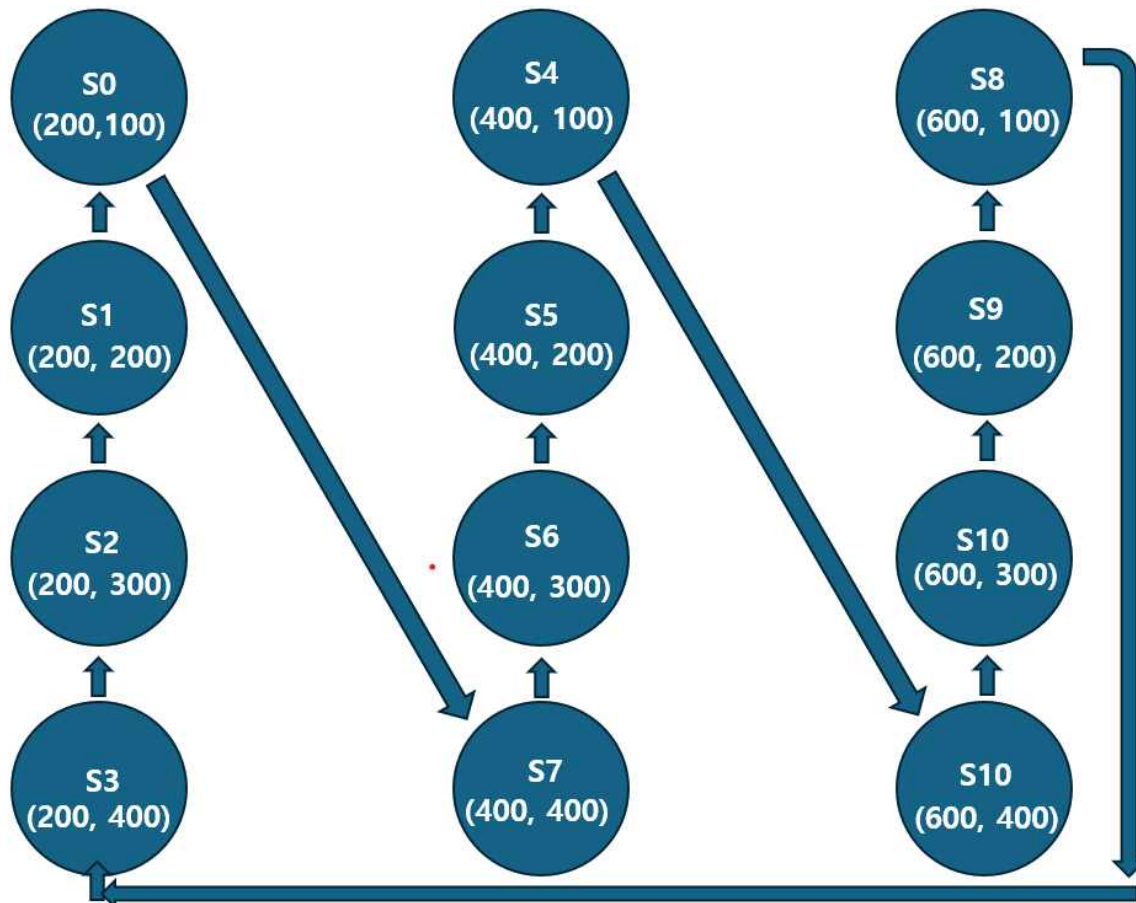 S0
(200,100)
S1
(200, 200)
S2
(200, 300)
S3
(200, 400)
S4
(400, 100)
S5
(400, 200)
S6
(400, 300)
S7
(400, 400)
S8
(600, 100)
S9
(600, 200)
S10
(600, 300)
S10
(600, 400)